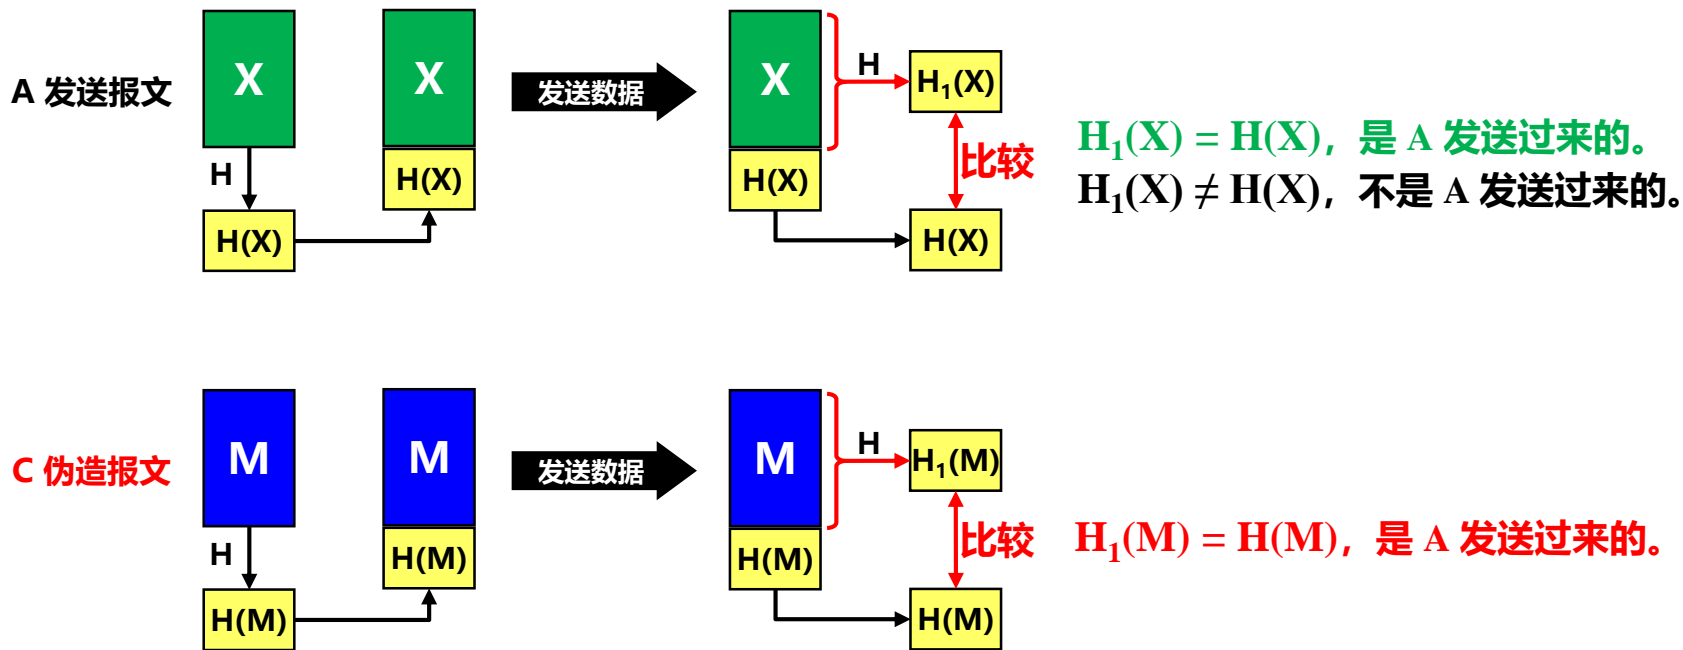 A 发送报文
X
H
H(X)
X
H(X)
发送数据
X
H(X)
H
H₁(X)
比较
H(X)
H₁(X) = H(X)，是 A 发送过来的。
H₁(X) ≠ H(X)，不是 A 发送过来的。
C 伪造报文
M
H
H(M)
M
H(M)
发送数据
M
H(M)
H
H₁(M)
比较
H(M)
H₁(M) = H(M)，是 A 发送过来的。